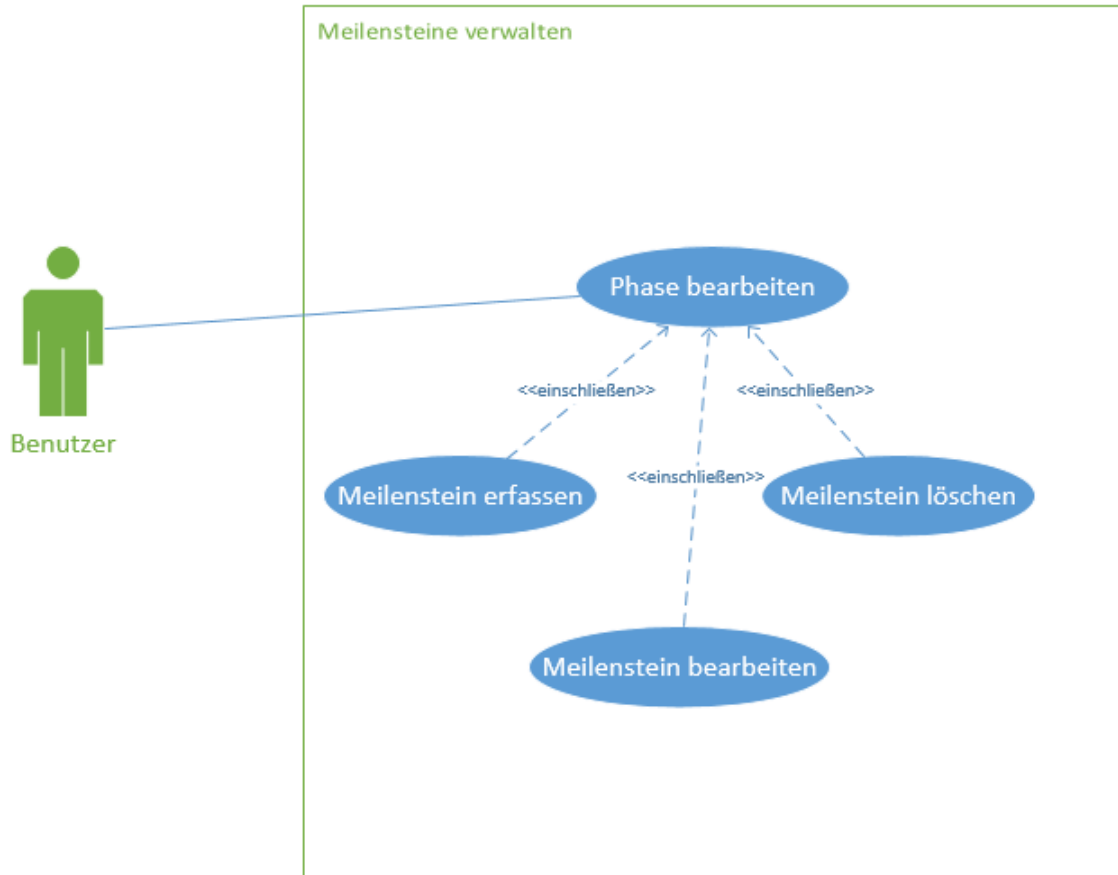 Meilensteine verwalten
Phase bearbeiten
<<einschließen>>
<<einschließen>>
Benutzer
<<einschließen>>
Meilenstein erfassen
Meilenstein löschen
Meilenstein bearbeiten